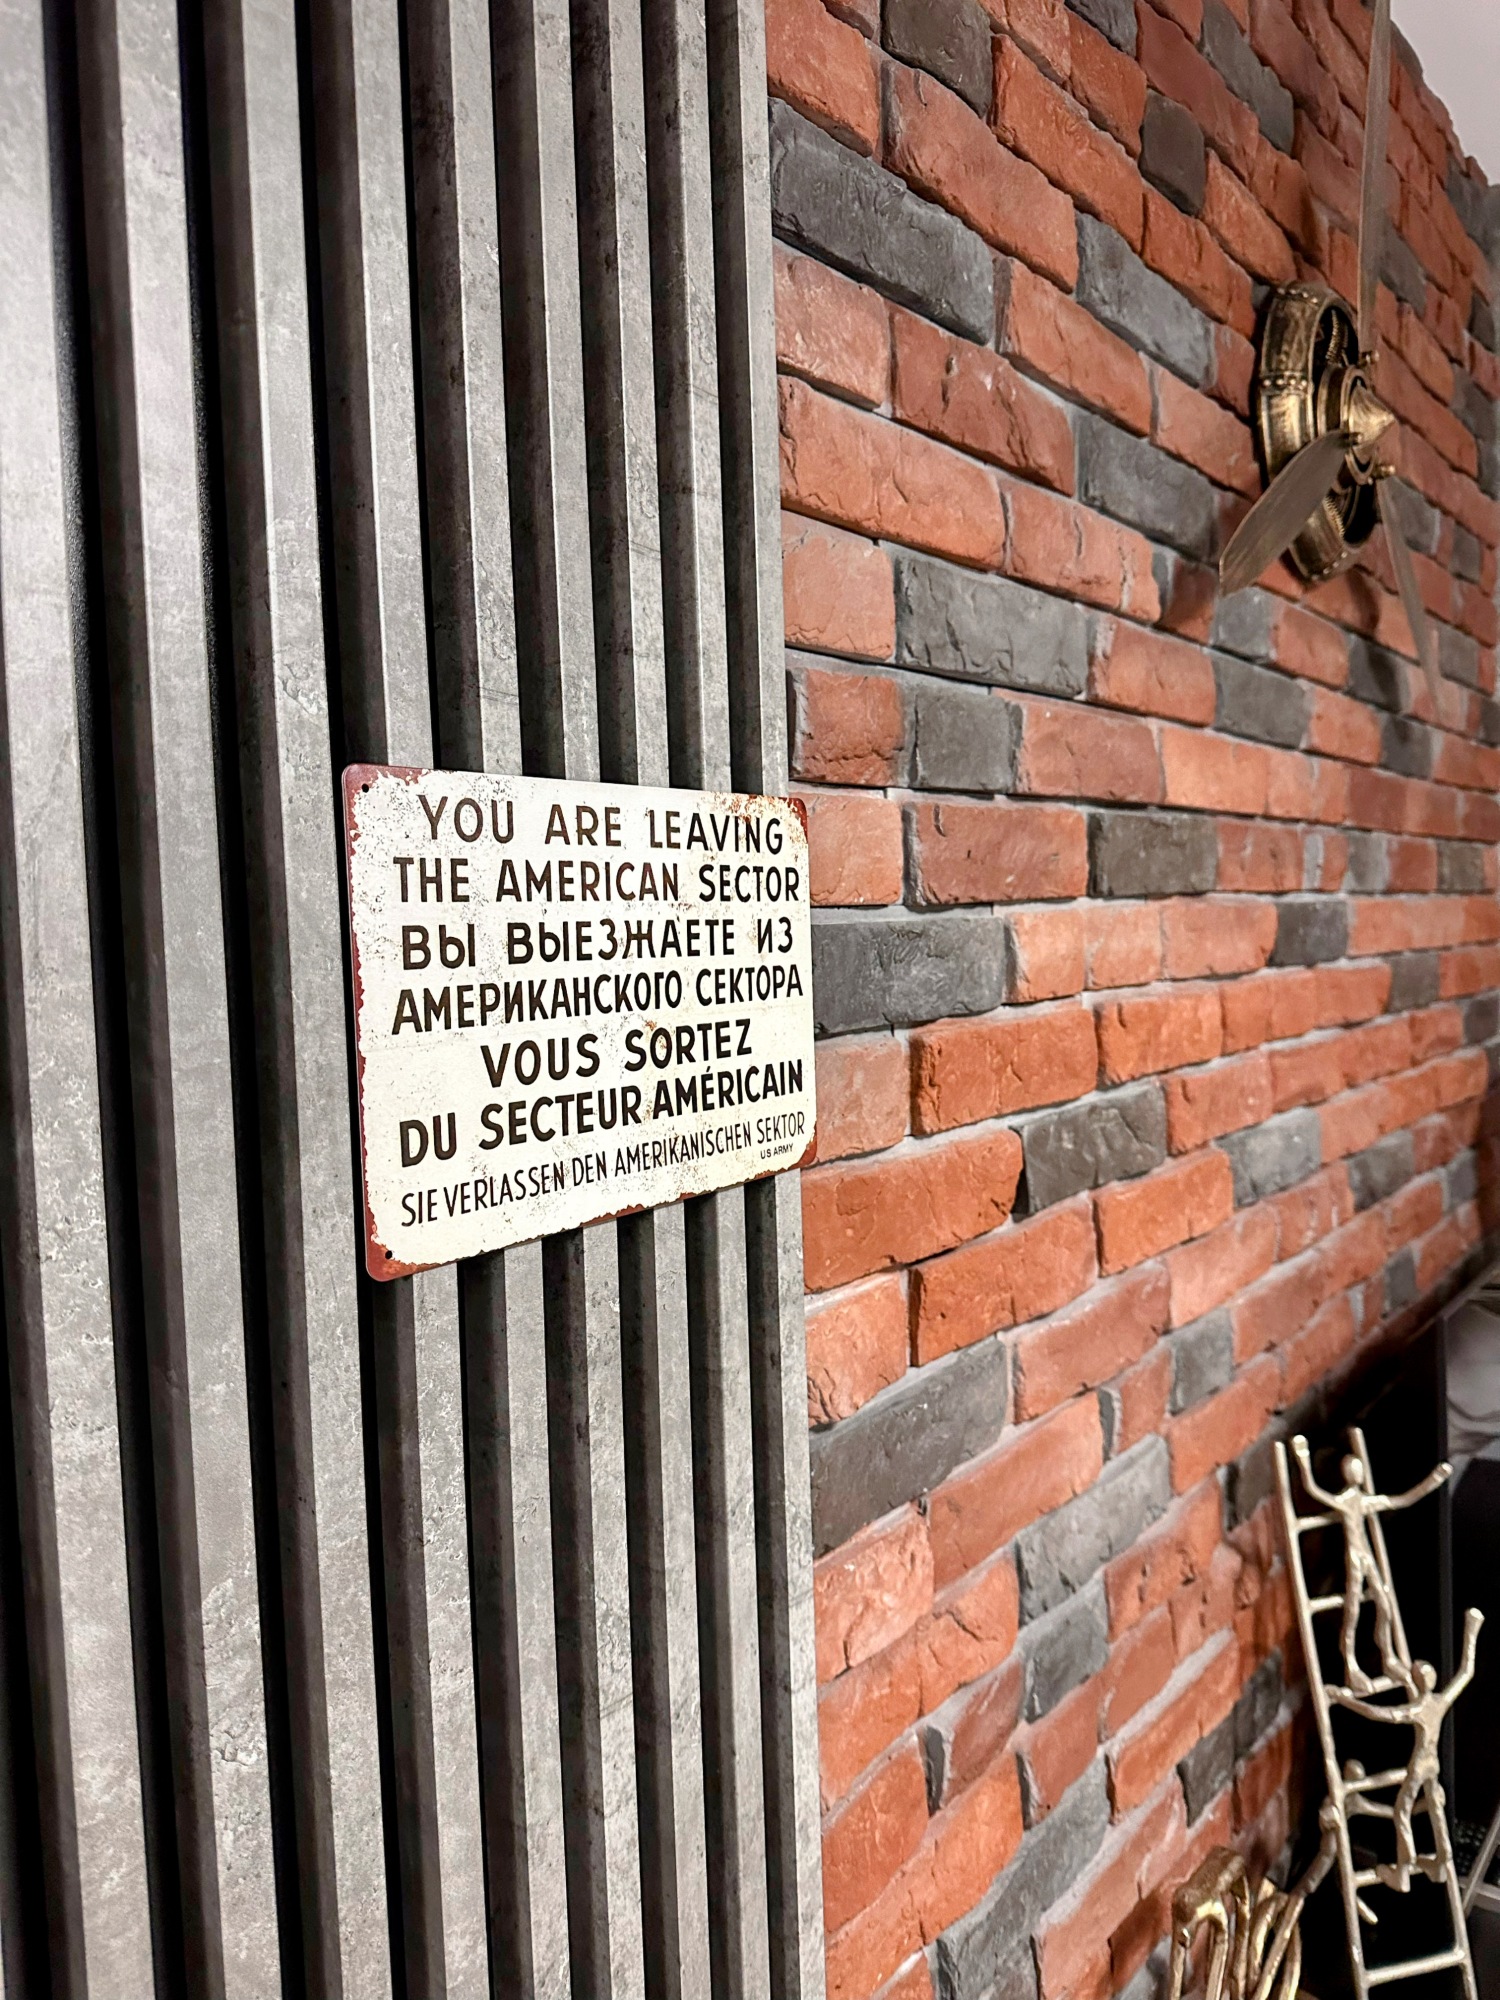 YOU ARE LEAVING
THE AMERICAN SECTOR
ВЫ ВЫЕЗЖАЕТЕ ИЗ
АМЕРИКАНСКОГО СЕКТОРА
VOUS SORTEZ
DU SECTEUR AMÉRICAIN
SIE VERLASSEN DEN AMERIKANISCHEN SEKTOR
US ARMY